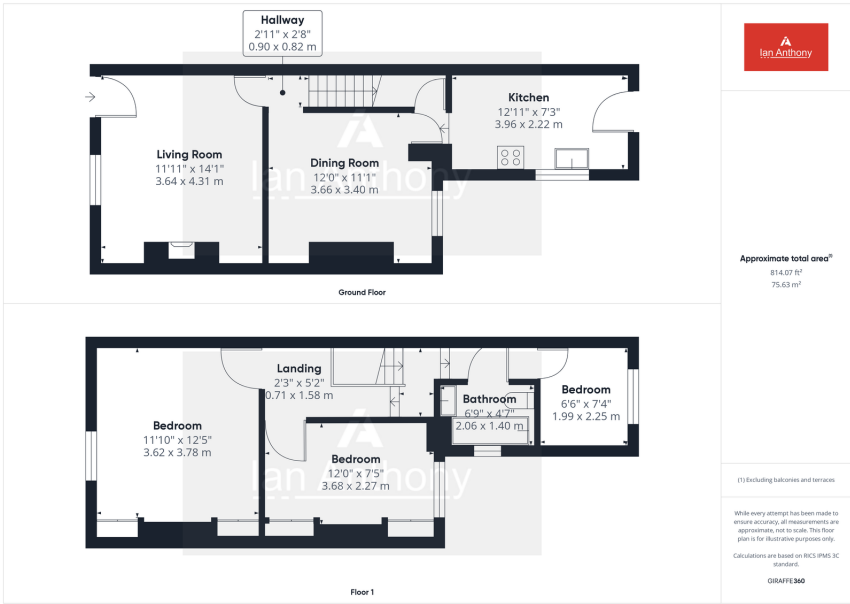 Hallway
2'11" x 2'8"
0.90 x 0.82 m
Living Room
11'11" x 14'1"
3.64 x 4.31 m
Dining Room
12'0" x 11'1"
3.66 x 3.40 m
Kitchen
12'11" x 7'3"
3.96 x 2.22 m
Ian Anthony
Ground Floor
Landing
2'3" x 5'2"
0.71 x 1.58 m
Bedroom
11'10" x 12'5"
3.62 x 3.78 m
Bedroom
12'0" x 7'5"
3.68 x 2.27 m
Bathroom
6'9" x 4'7"
2.06 x 1.40 m
Bedroom
6'6" x 7'4"
1.99 x 2.25 m
Ian Anthony
Floor 1
Ian Anthony
Approximate total area⁽¹⁾
814.07 ft²
75.63 m²
(1) Excluding balconies and terraces
While every attempt has been made to
ensure accuracy, all measurements are
approximate, not to scale. This floor
plan is for illustrative purposes only.
Calculations are based on RICS IPMS 3C
standard.
GIRAFFE360